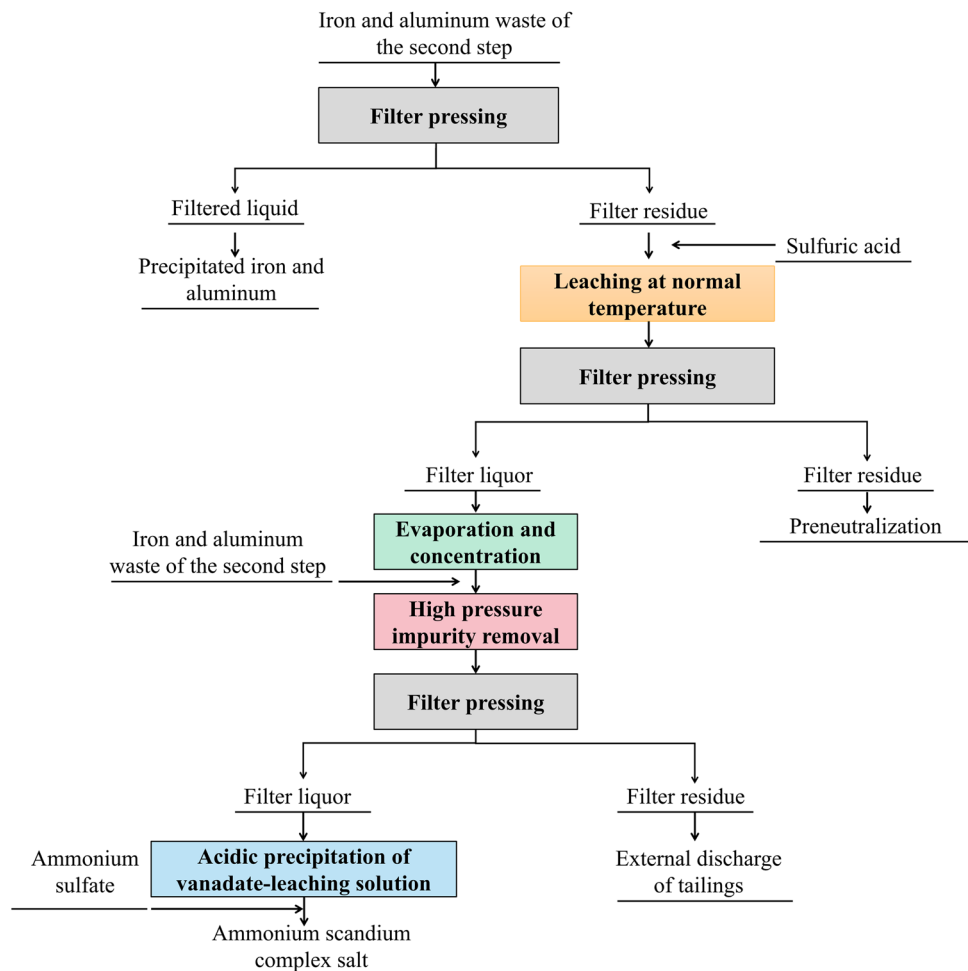 Iron and aluminum waste of
the second step
Filter pressing
Filtered liquid
Filter residue
Sulfuric acid
Precipitated iron and
aluminum
Leaching at normal
temperature
Filter pressing
Filter liquor
Filter residue
Preneutralization
Evaporation and
concentration
Iron and aluminum
waste of the second step
High pressure
impurity removal
Filter pressing
Filter liquor
Filter residue
Ammonium
sulfate
Acidic precipitation of
vanadate-leaching solution
External discharge
of tailings
Ammonium scandium
complex salt